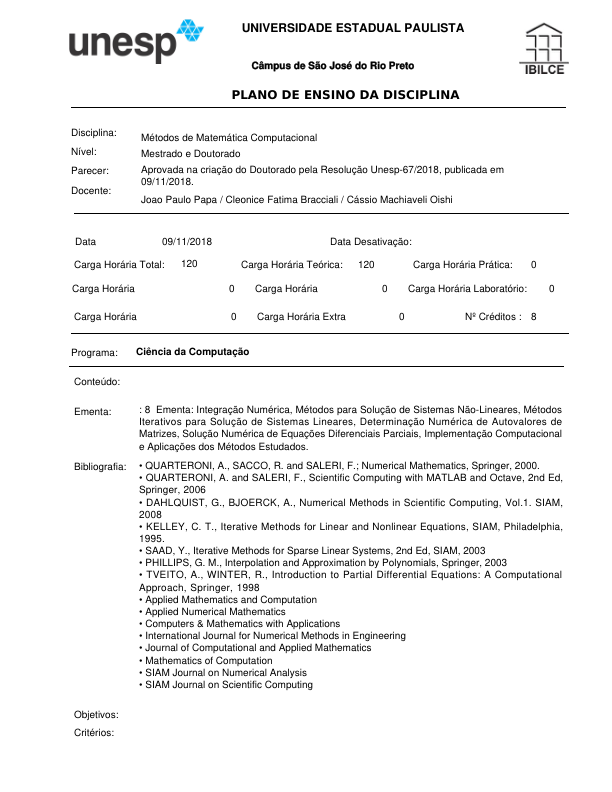 unesp
UNIVERSIDADE ESTADUAL PAULISTA
Câmpus de São José do Rio Preto
IBILCE
PLANO DE ENSINO DA DISCIPLINA
Disciplina: Métodos de Matemática Computacional
Nível: Mestrado e Doutorado
Parecer: Aprovada na criação do Doutorado pela Resolução Unesp-67/2018, publicada em
09/11/2018.
Docente: Joao Paulo Papa / Cleonice Fatima Bracciali / Cássio Machiaveli Oishi
Data 09/11/2018 Data Desativação:
Carga Horária Total: 120 Carga Horária Teórica: 120 Carga Horária Prática: 0
Carga Horária 0 Carga Horária 0 Carga Horária Laboratório: 0
Carga Horária 0 Carga Horária Extra 0 Nº Créditos : 8
Programa: Ciência da Computação
Conteúdo:
Ementa: : 8 Ementa: Integração Numérica, Métodos para Solução de Sistemas Não-Lineares, Métodos
Iterativos para Solução de Sistemas Lineares, Determinação Numérica de Autovalores de
Matrizes, Solução Numérica de Equações Diferenciais Parciais, Implementação Computacional
e Aplicações dos Métodos Estudados.
Bibliografia: • QUARTERONI, A., SACCO, R. and SALERI, F.; Numerical Mathematics, Springer, 2000.
• QUARTERONI, A. and SALERI, F., Scientific Computing with MATLAB and Octave, 2nd Ed,
Springer, 2006
• DAHLQUIST, G., BJOERCK, A., Numerical Methods in Scientific Computing, Vol.1. SIAM,
2008
• KELLEY, C. T., Iterative Methods for Linear and Nonlinear Equations, SIAM, Philadelphia,
1995.
• SAAD, Y., Iterative Methods for Sparse Linear Systems, 2nd Ed, SIAM, 2003
• PHILLIPS, G. M., Interpolation and Approximation by Polynomials, Springer, 2003
• TVEITO, A., WINTER, R., Introduction to Partial Differential Equations: A Computational
Approach, Springer, 1998
• Applied Mathematics and Computation
• Applied Numerical Mathematics
• Computers & Mathematics with Applications
• International Journal for Numerical Methods in Engineering
• Journal of Computational and Applied Mathematics
• Mathematics of Computation
• SIAM Journal on Numerical Analysis
• SIAM Journal on Scientific Computing
Objetivos:
Critérios: